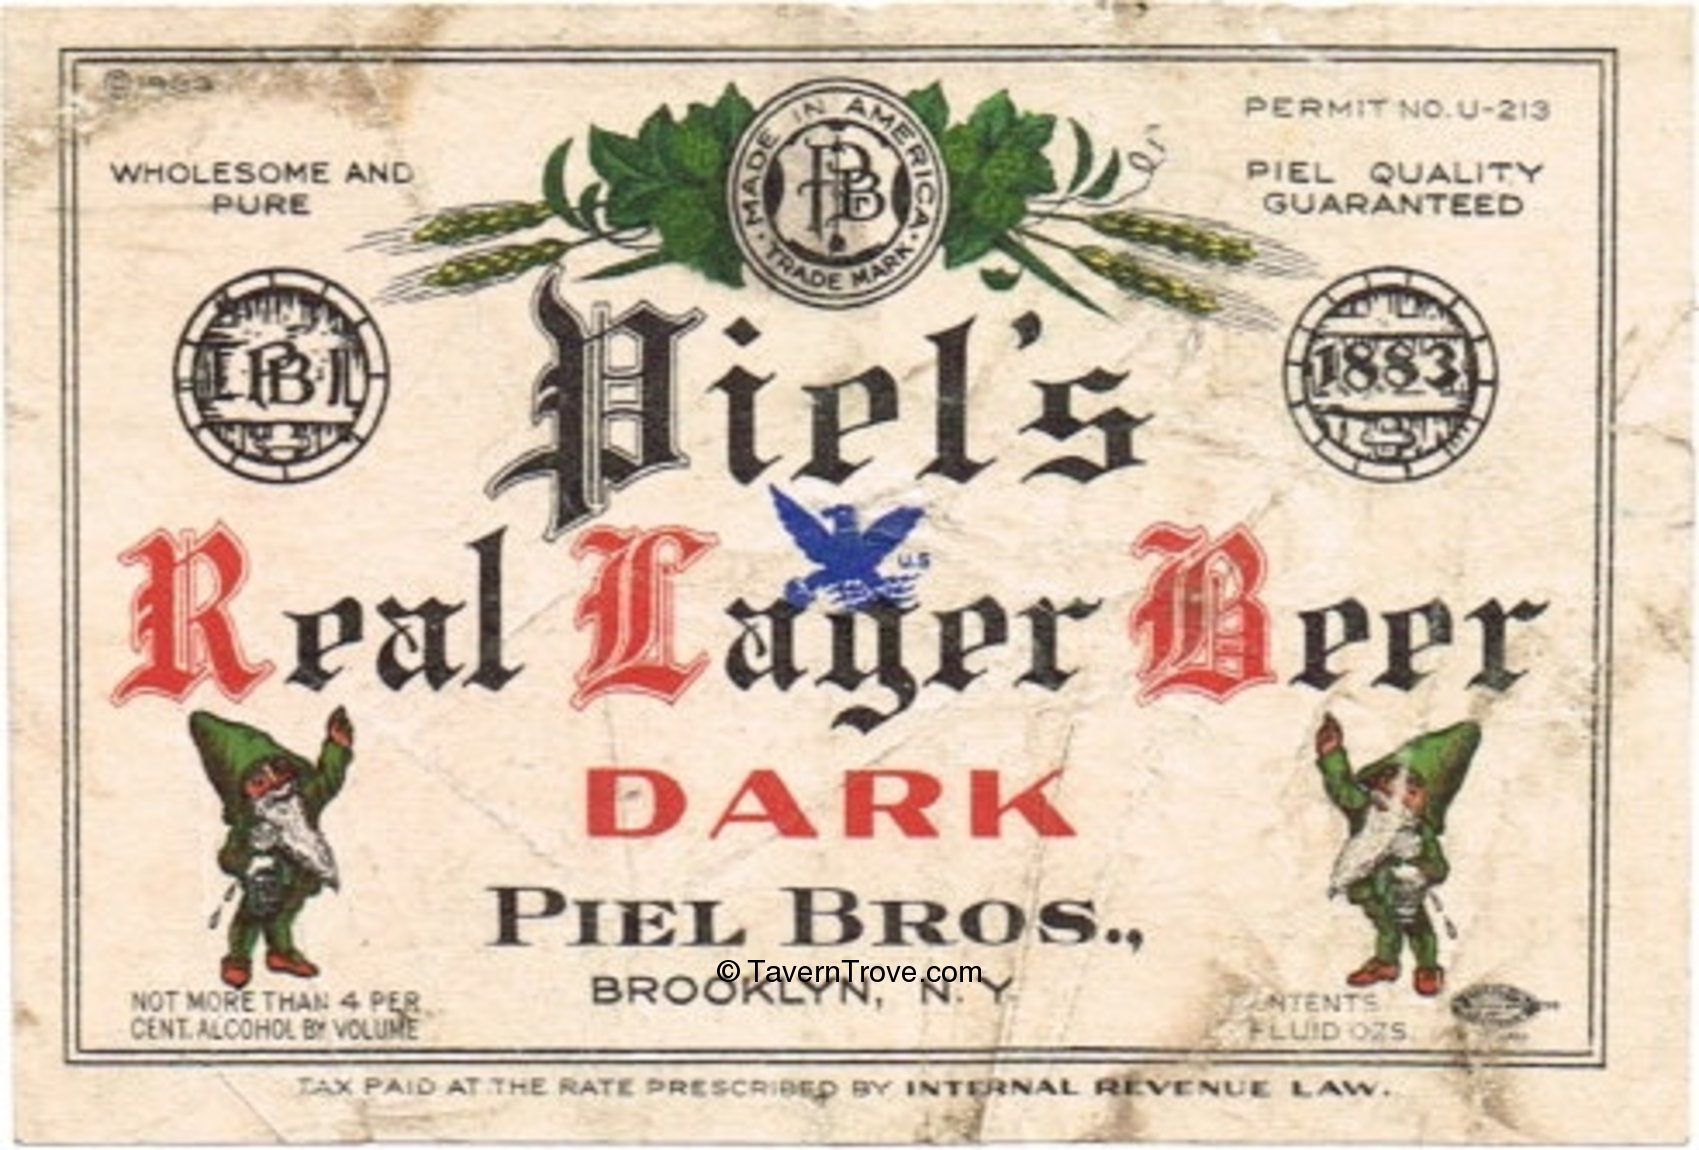 WHOLESOME AND
PURE
MADE IN AMERICA
TRADE MARK
PERMIT NO. U-213
PIEL QUALITY
GUARANTEED
PB
1883
Piel's
U.S
Real Lager Beer
DARK
PIEL BROS.,
BROOKLYN, N.Y.
© TavernTrove.com
NOT MORE THAN 4 PER
CENT. ALCOHOL BY VOLUME
FLUID OZS.
TAX PAID AT THE RATE PRESCRIBED BY INTERNAL REVENUE LAW.